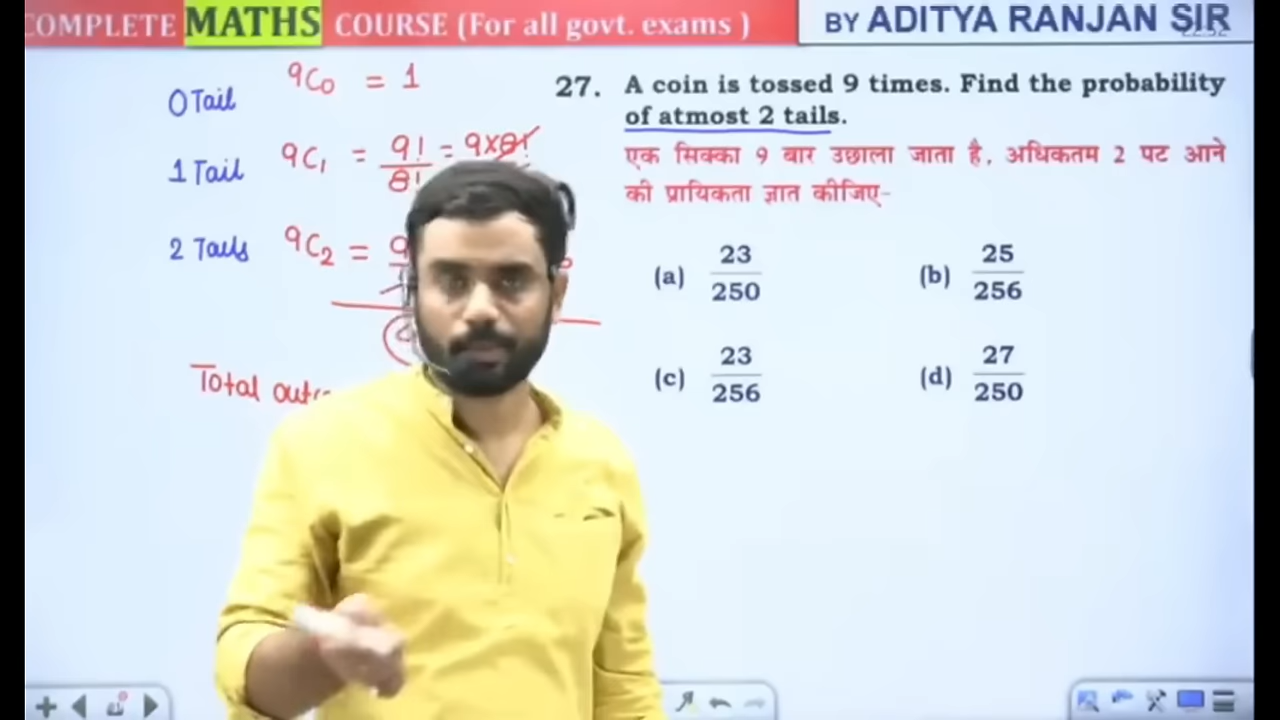 COMPLETE MATHS COURSE (For all govt. exams )
BY ADITYA RANJAN SIR
0 Tail 9C0 = 1
1 Tail 9C1 = 9! / 8! = 9×8!
2 Tails 9C2 = 9
Total outc
27. A coin is tossed 9 times. Find the probability
of atmost 2 tails.
एक सिक्का 9 बार उछाला जाता है, अधिकतम 2 पट आने
की प्रायिकता ज्ञात कीजिए-
(a) 23/250 (b) 25/256
(c) 23/256 (d) 27/250